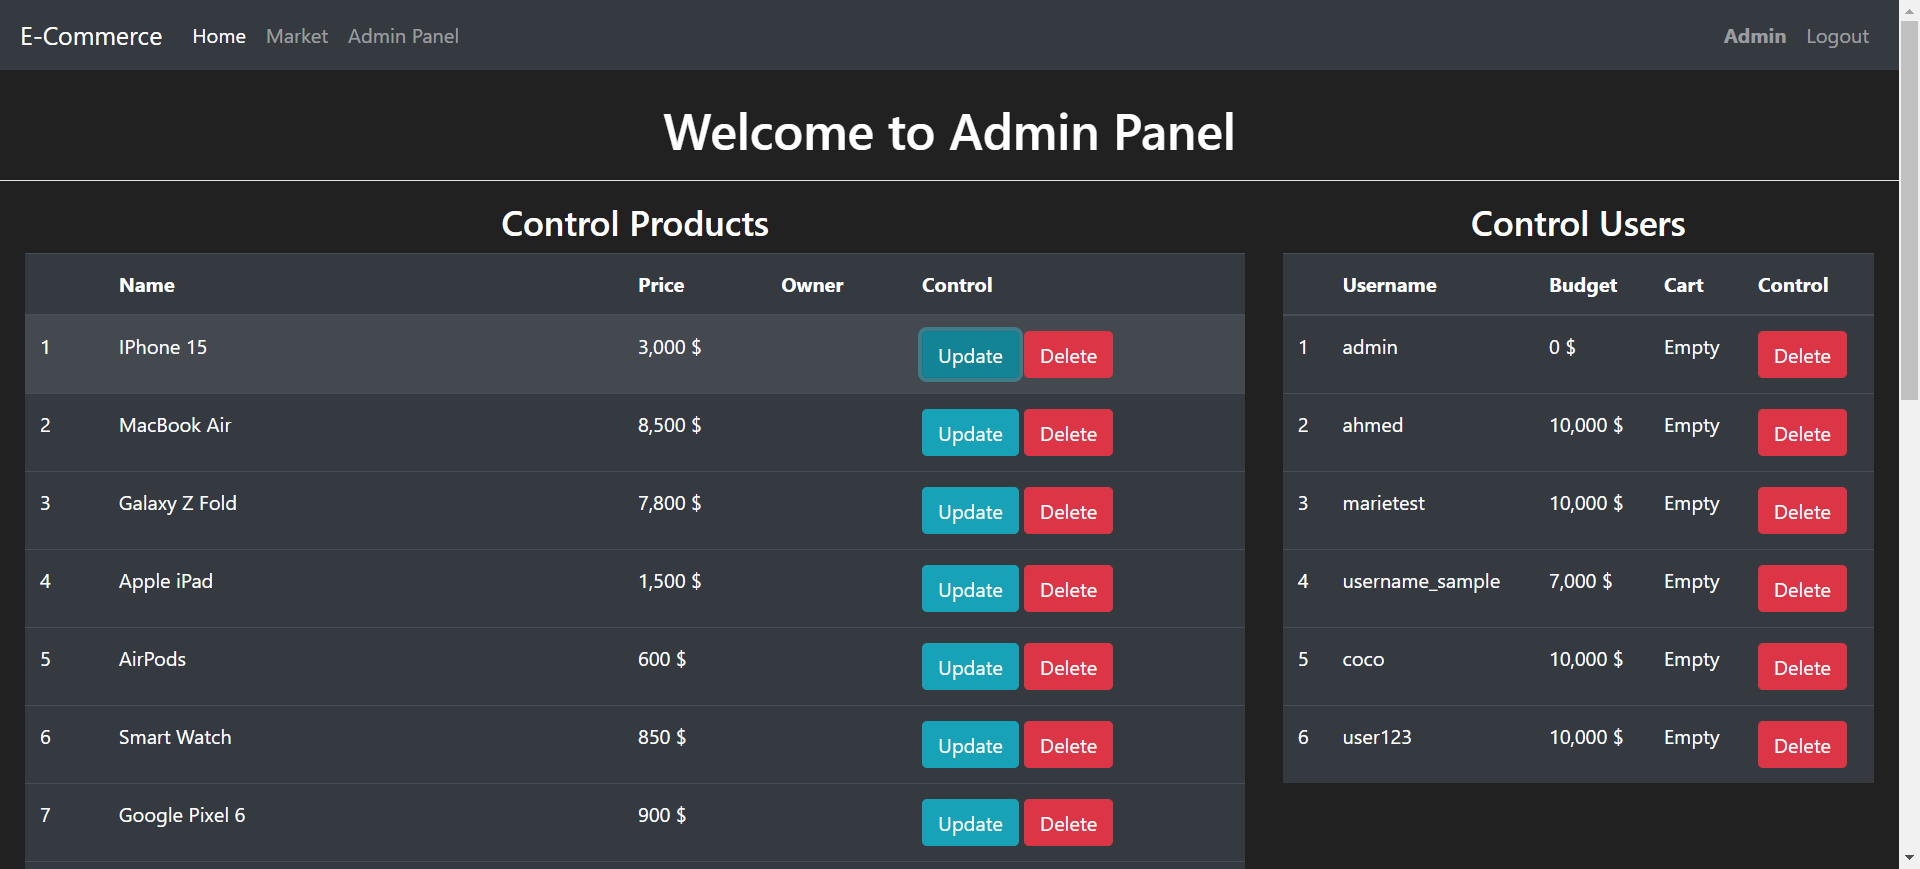 E-Commerce Home Market Admin Panel Admin Logout
Welcome to Admin Panel
Control Products
Name Price Owner Control
1 IPhone 15 3,000 $ Update Delete
2 MacBook Air 8,500 $ Update Delete
3 Galaxy Z Fold 7,800 $ Update Delete
4 Apple iPad 1,500 $ Update Delete
5 AirPods 600 $ Update Delete
6 Smart Watch 850 $ Update Delete
7 Google Pixel 6 900 $ Update Delete
Control Users
Username Budget Cart Control
1 admin 0 $ Empty Delete
2 ahmed 10,000 $ Empty Delete
3 marietest 10,000 $ Empty Delete
4 username_sample 7,000 $ Empty Delete
5 coco 10,000 $ Empty Delete
6 user123 10,000 $ Empty Delete